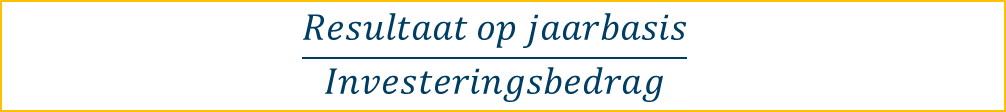 Resultaat op jaarbasis
Investeringsbedrag